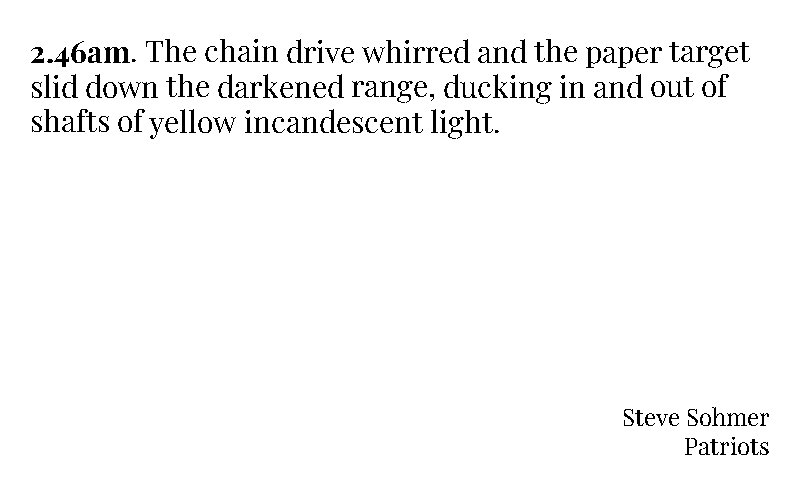 2.46am. The chain drive whirred and the paper target
slid down the darkened range, ducking in and out of
shafts of yellow incandescent light.
Steve Sohmer
Patriots